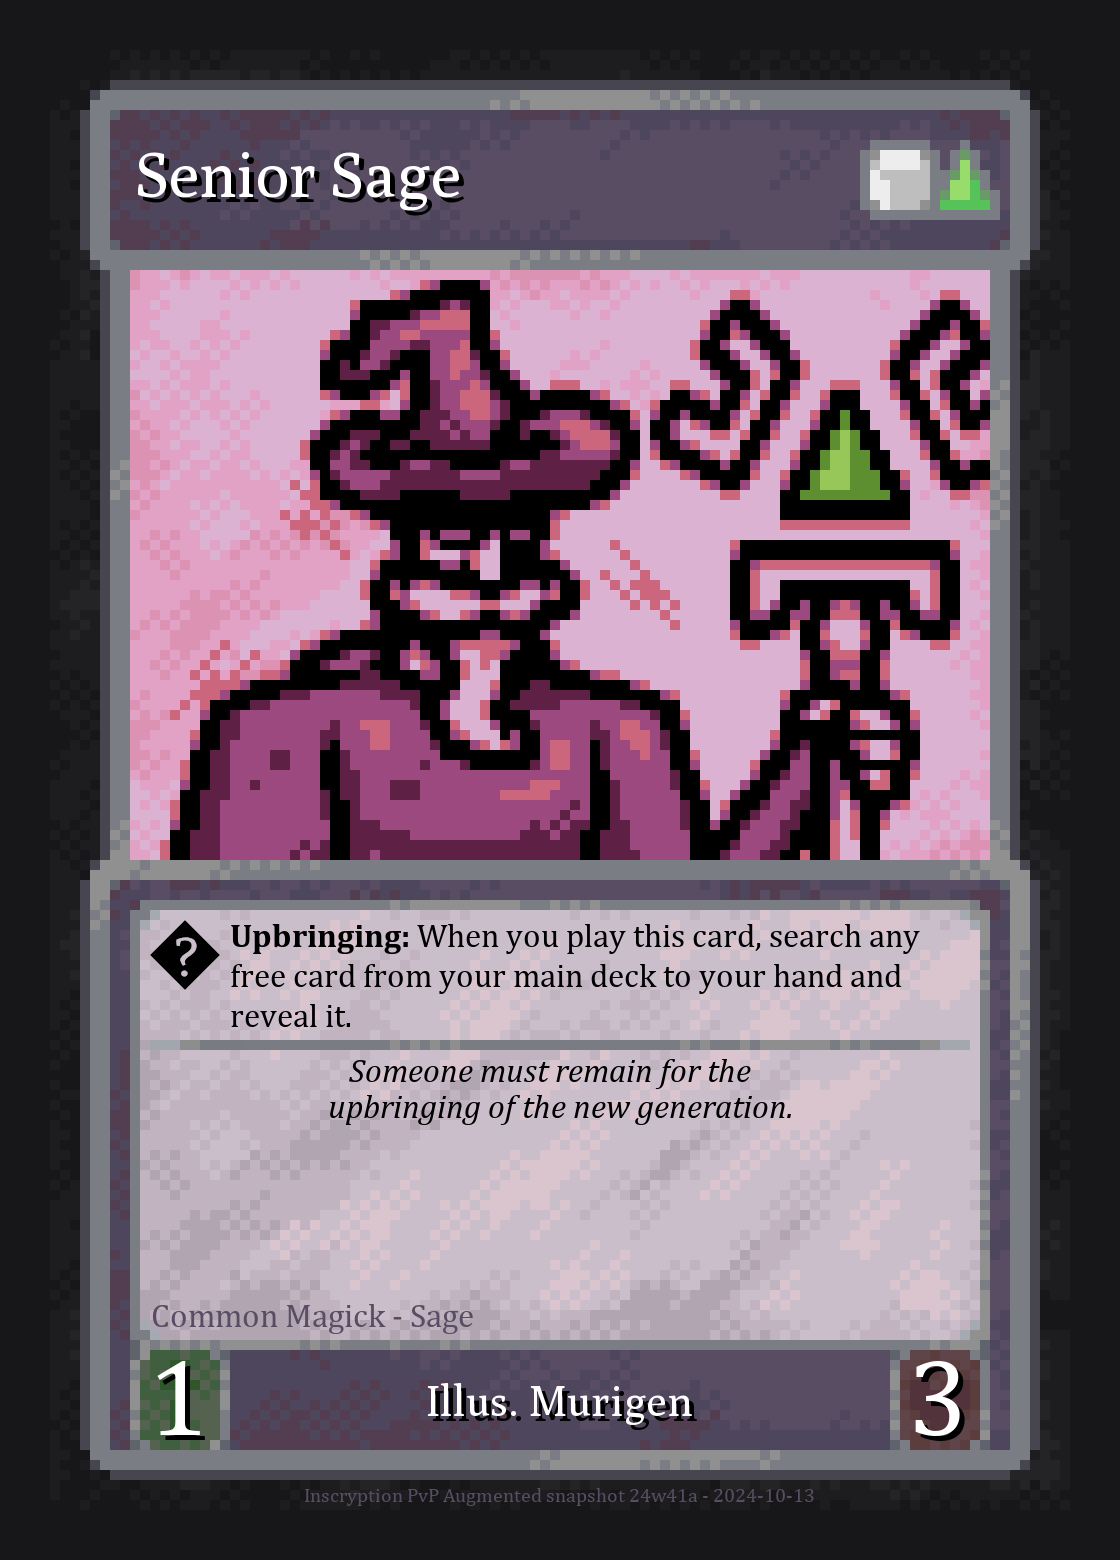 Senior Sage
?
Upbringing: When you play this card, search any
free card from your main deck to your hand and
reveal it.
Someone must remain for the
upbringing of the new generation.
Common Magick - Sage
1
Illus. Murigen
3
Inscryption PvP Augmented snapshot 24w41a - 2024-10-13